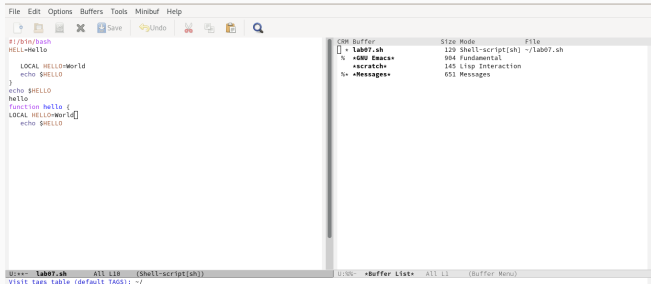 File Edit Options Buffers Tools Minibuf Help
Save Undo
#!/bin/bash
HELL=Hello
LOCAL HELLO=World
echo $HELLO
}
echo $HELLO
hello
function hello {
LOCAL HELLO=World
echo $HELLO
U:**- lab07.sh All L10 (Shell-script[sh])
CRM Buffer Size Mode File
* lab07.sh 129 Shell-script[sh] ~/lab07.sh
% *GNU Emacs* 904 Fundamental
*scratch* 145 Lisp Interaction
%* *Messages* 651 Messages
U:%%- *Buffer List* All L1 (Buffer Menu)
Visit tags table (default TAGS): ~/